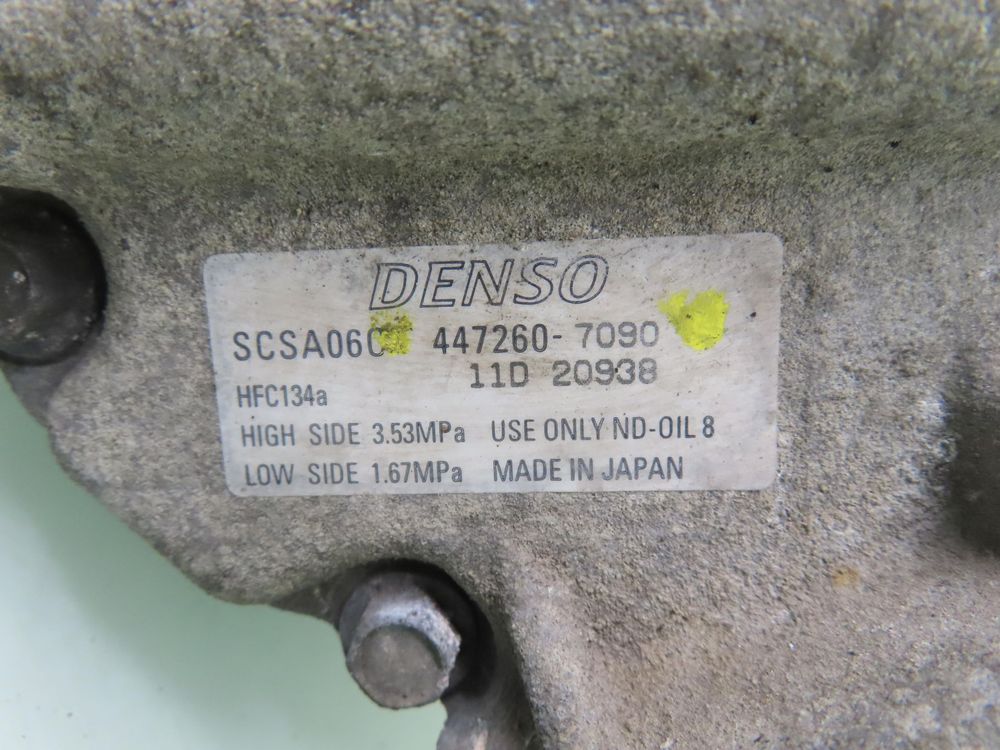 DENSO
SCSA06C 447260-7090
11D 20938
HFC134a
HIGH SIDE 3.53MPa USE ONLY ND-OIL 8
LOW SIDE 1.67MPa MADE IN JAPAN